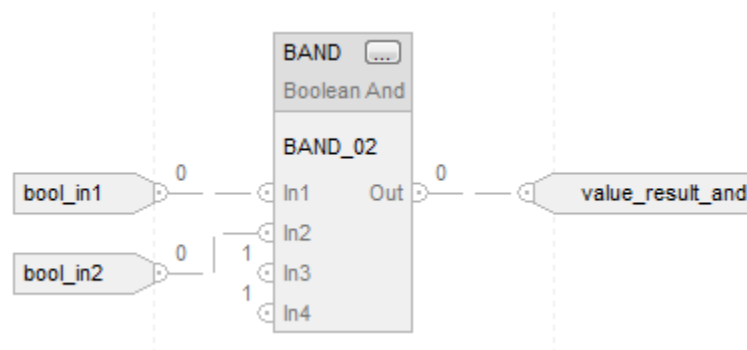 BAND ...
Boolean And
BAND_02
0
0
bool_in1
In1
Out
value_result_and
In2
0
1
bool_in2
In3
1
In4